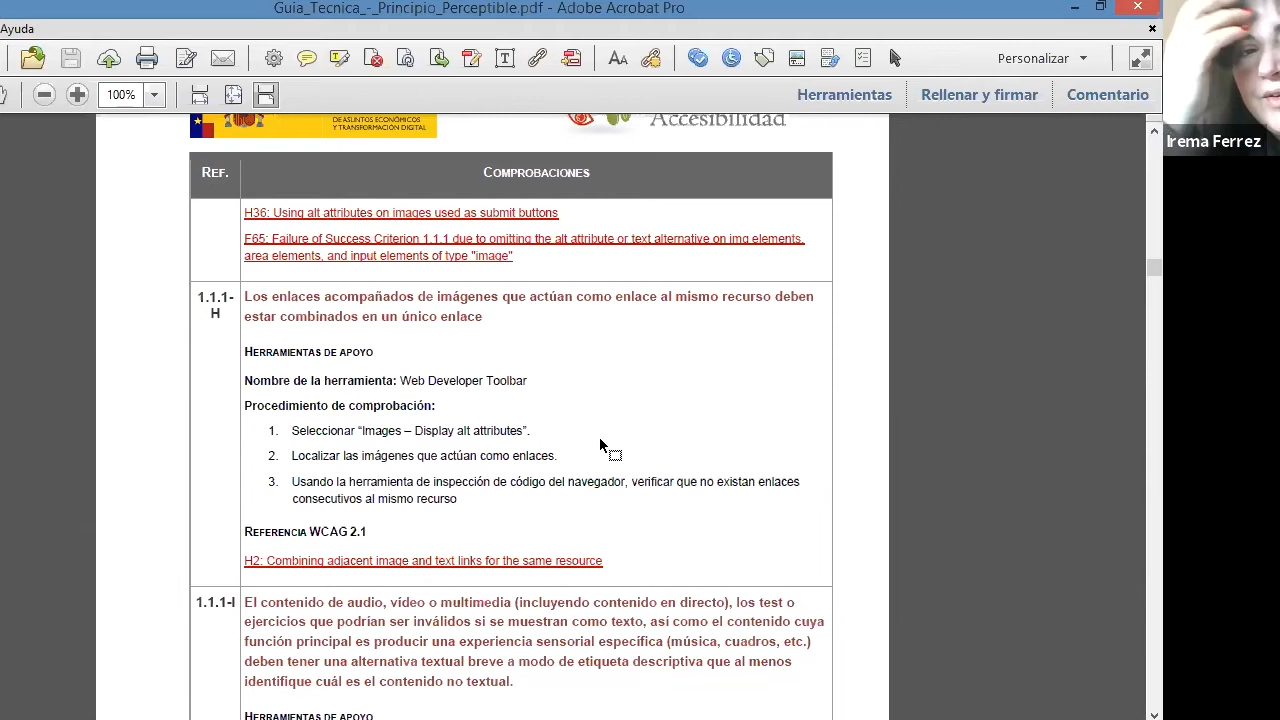 Guia_Tecnica_-_Principio_Perceptible.pdf - Adobe Acrobat Pro
Ayuda
Personalizar
100%
Herramientas
Rellenar y firmar
Comentario
DE ASUNTOS ECONÓMICOS
Y TRANSFORMACIÓN DIGITAL
Accesibilidad
Irema Ferrez
REF.
COMPROBACIONES
H36: Using alt attributes on images used as submit buttons
F65: Failure of Success Criterion 1.1.1 due to omitting the alt attribute or text alternative on img elements,
area elements, and input elements of type "image"
1.1.1-
H
Los enlaces acompañados de imágenes que actúan como enlace al mismo recurso deben
estar combinados en un único enlace
HERRAMIENTAS DE APOYO
Nombre de la herramienta: Web Developer Toolbar
Procedimiento de comprobación:
1. Seleccionar “Images – Display alt attributes”.
2. Localizar las imágenes que actúan como enlaces.
3. Usando la herramienta de inspección de código del navegador, verificar que no existan enlaces
consecutivos al mismo recurso
REFERENCIA WCAG 2.1
H2: Combining adjacent image and text links for the same resource
1.1.1-I
El contenido de audio, vídeo o multimedia (incluyendo contenido en directo), los test o
ejercicios que podrían ser inválidos si se muestran como texto, así como el contenido cuya
función principal es producir una experiencia sensorial específica (música, cuadros, etc.)
deben tener una alternativa textual breve a modo de etiqueta descriptiva que al menos
identifique cuál es el contenido no textual.
HERRAMIENTAS DE APOYO